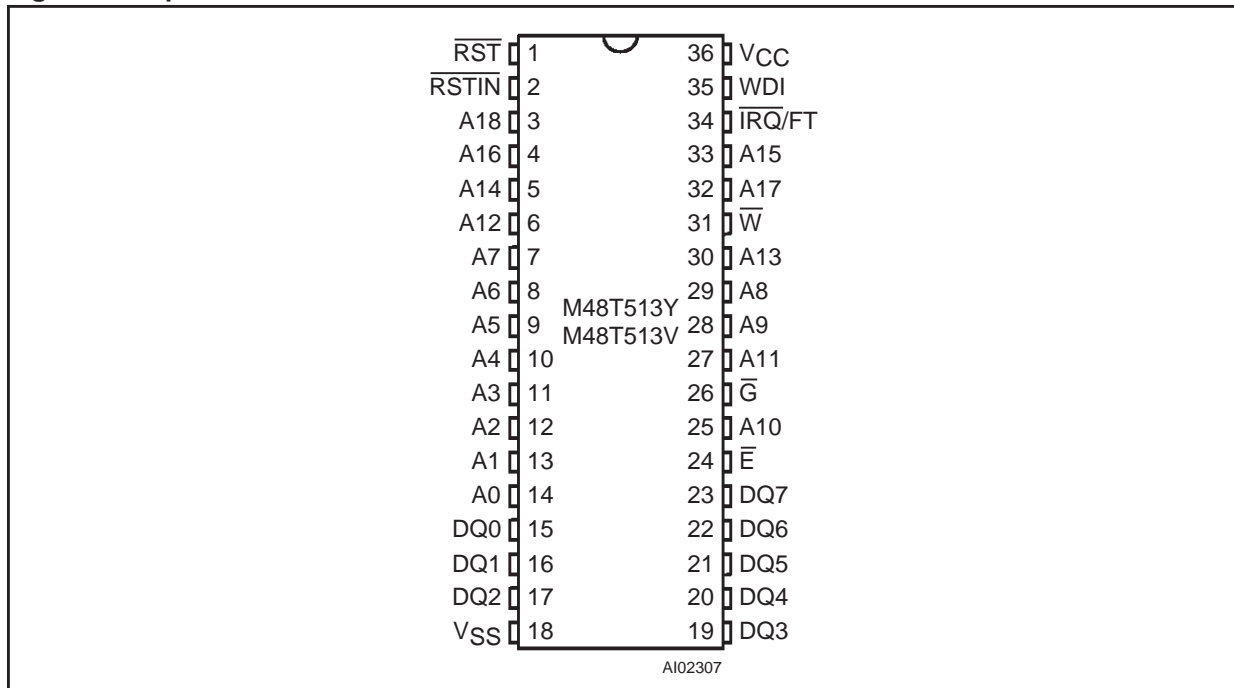 R̅S̅T̅ 1 36 VCC
R̅S̅T̅I̅N̅ 2 35 WDI
A18 3 34 I̅R̅Q̅/FT
A16 4 33 A15
A14 5 32 A17
A12 6 31 W̅
A7 7 30 A13
A6 8 29 A8
M48T513Y
A5 9 28 A9
M48T513V
A4 10 27 A11
A3 11 26 G̅
A2 12 25 A10
A1 13 24 E̅
A0 14 23 DQ7
DQ0 15 22 DQ6
DQ1 16 21 DQ5
DQ2 17 20 DQ4
VSS 18 19 DQ3
AI02307